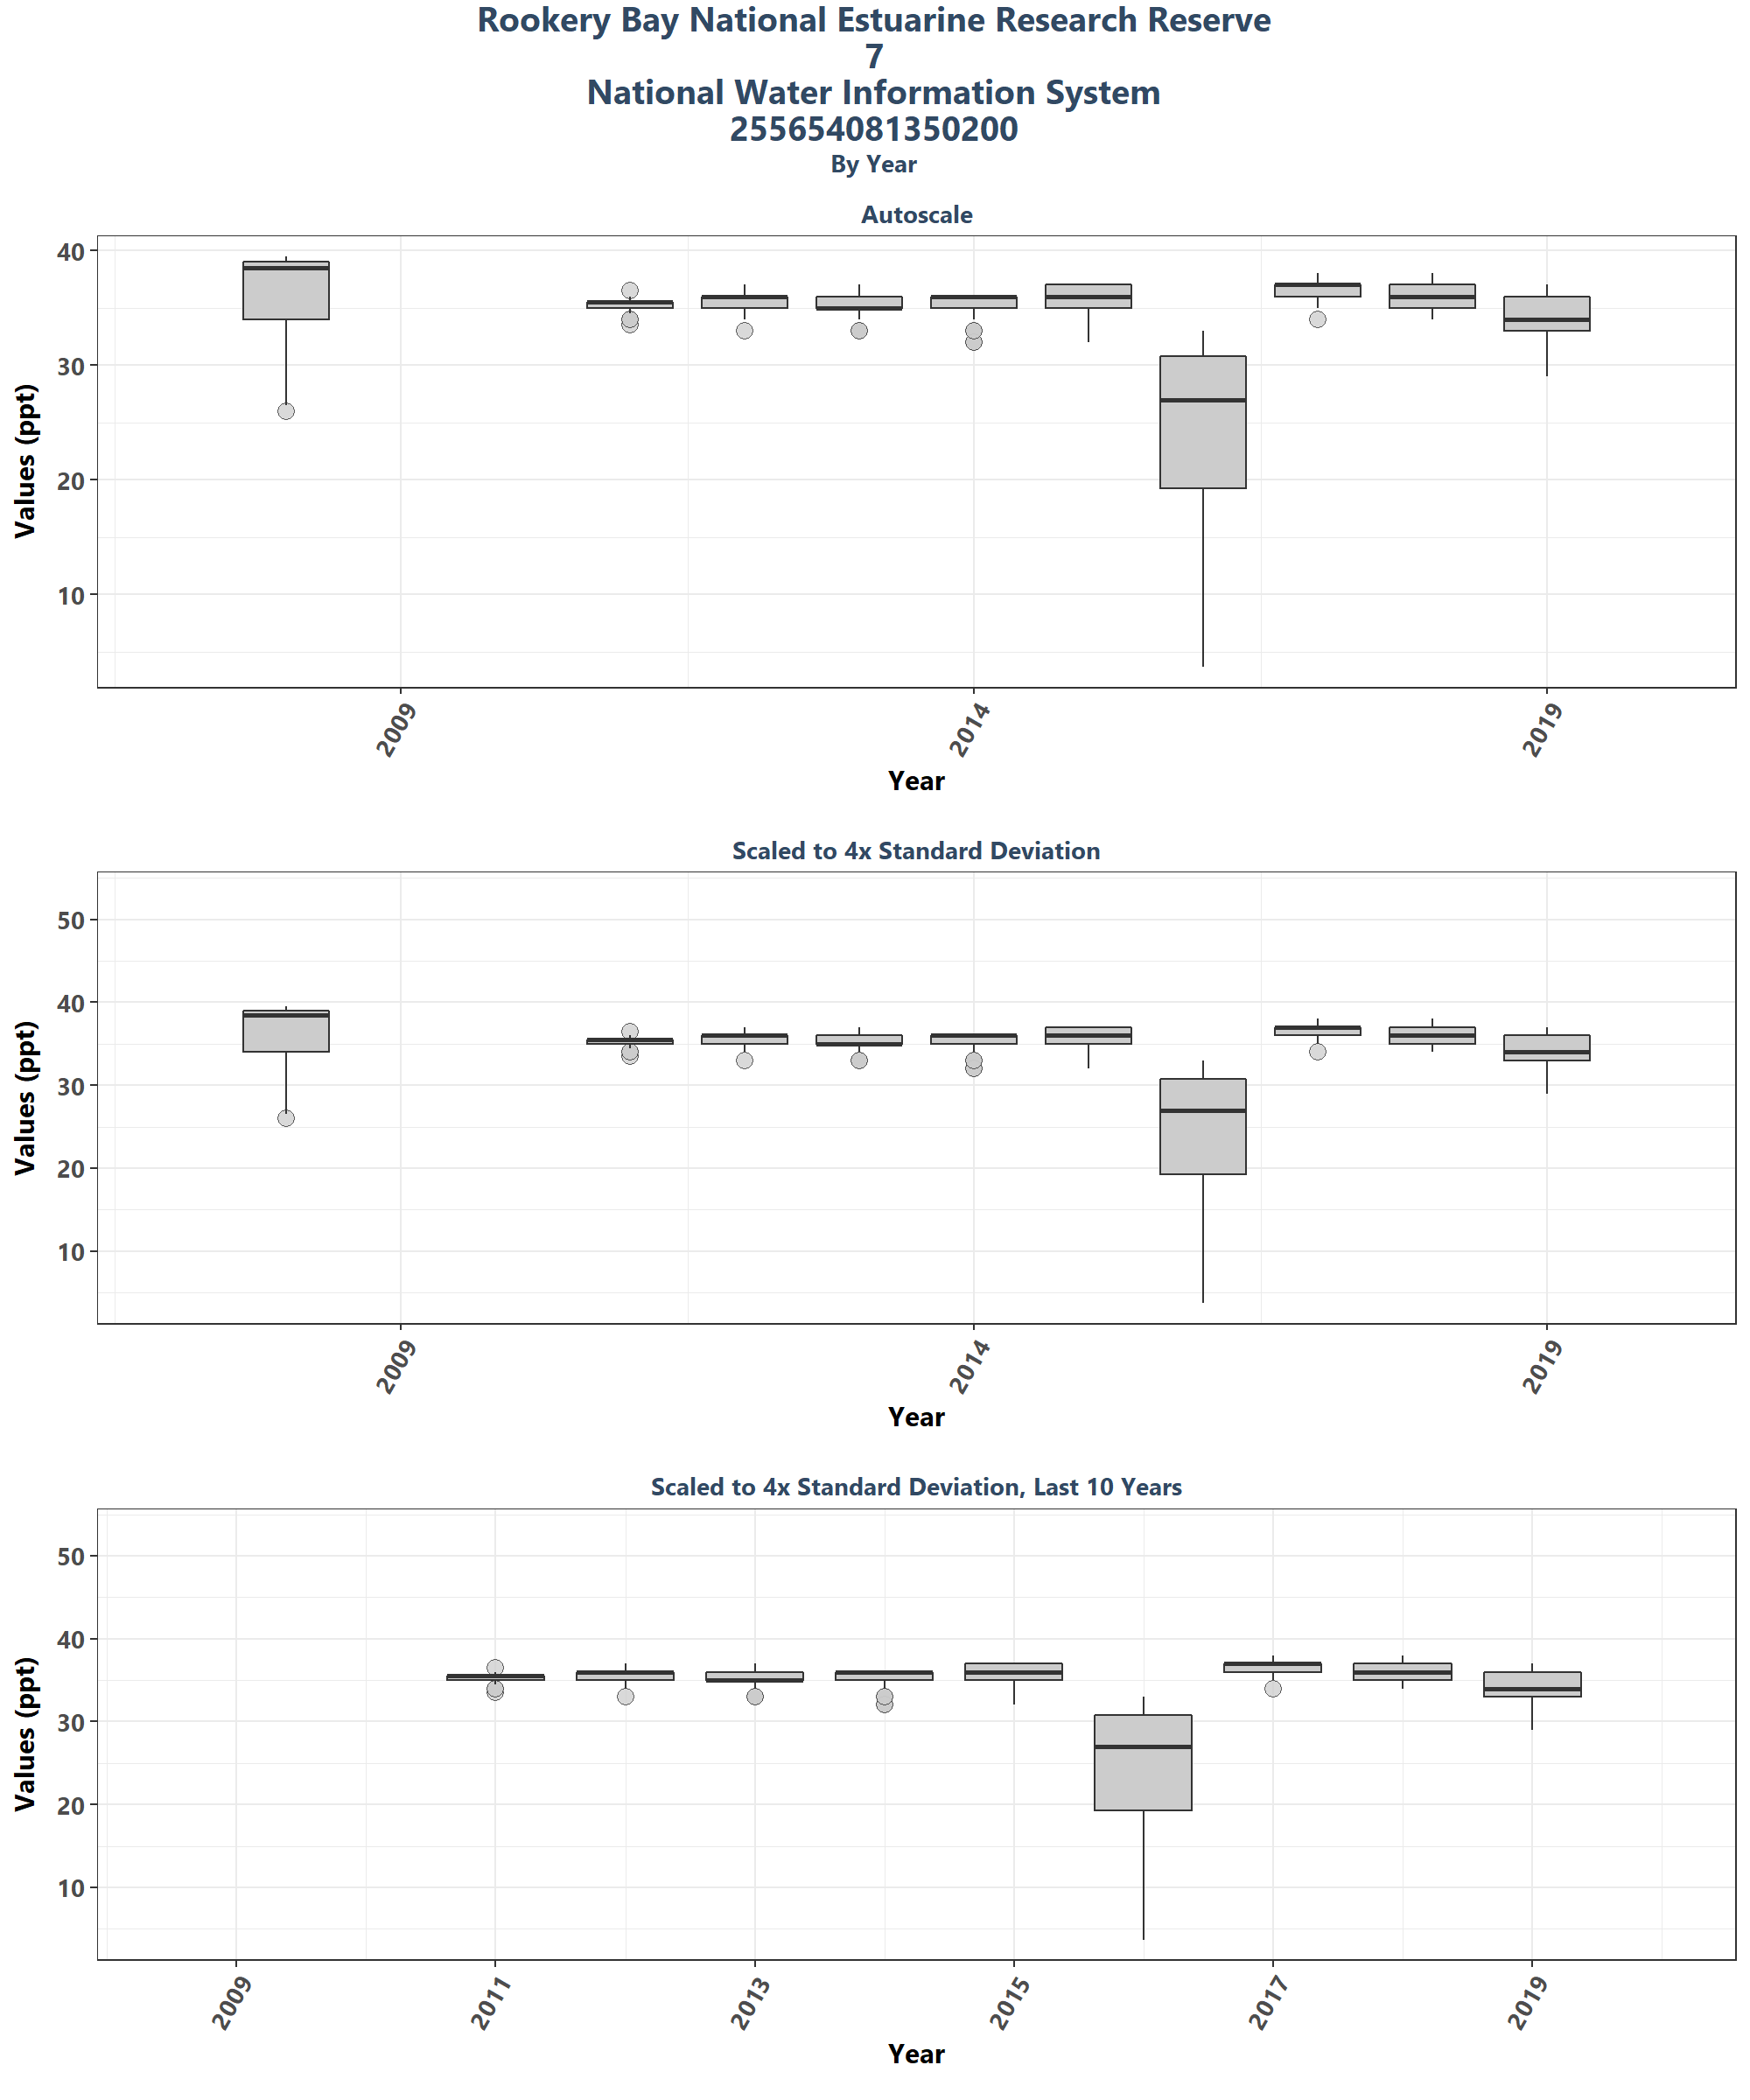 Rookery Bay National Estuarine Research Reserve
7
National Water Information System
255654081350200
By Year
Autoscale
Values (ppt)
40
30
20
10
2009
2014
2019
Year
Scaled to 4x Standard Deviation
Values (ppt)
50
40
30
20
10
2009
2014
2019
Year
Scaled to 4x Standard Deviation, Last 10 Years
Values (ppt)
50
40
30
20
10
2009
2011
2013
2015
2017
2019
Year